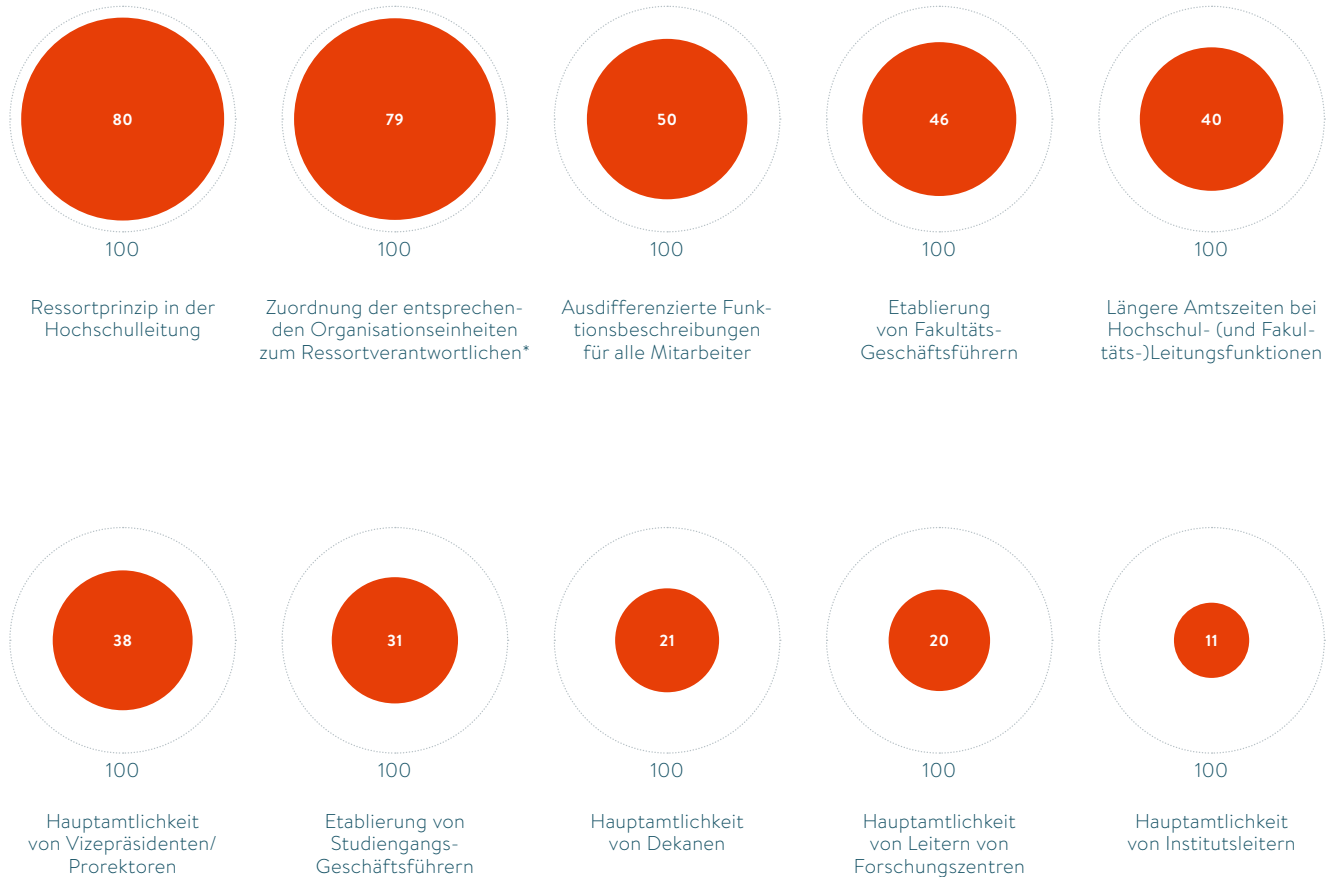 80
79
50
46
40
100
100
100
100
100
Ressortprinzip in der
Hochschulleitung
Zuordnung der entsprechen-
den Organisationseinheiten
zum Ressortverantwortlichen*
Ausdifferenzierte Funk-
tionsbeschreibungen
für alle Mitarbeiter
Etablierung
von Fakultäts-
Geschäftsführern
Längere Amtszeiten bei
Hochschul- (und Fakul-
täts-)Leitungsfunktionen
38
31
21
20
11
100
100
100
100
100
Hauptamtlichkeit
von Vizepräsidenten/
Prorektoren
Etablierung von
Studiengangs-
Geschäftsführern
Hauptamtlichkeit
von Dekanen
Hauptamtlichkeit
von Leitern von
Forschungszentren
Hauptamtlichkeit
von Institutsleitern